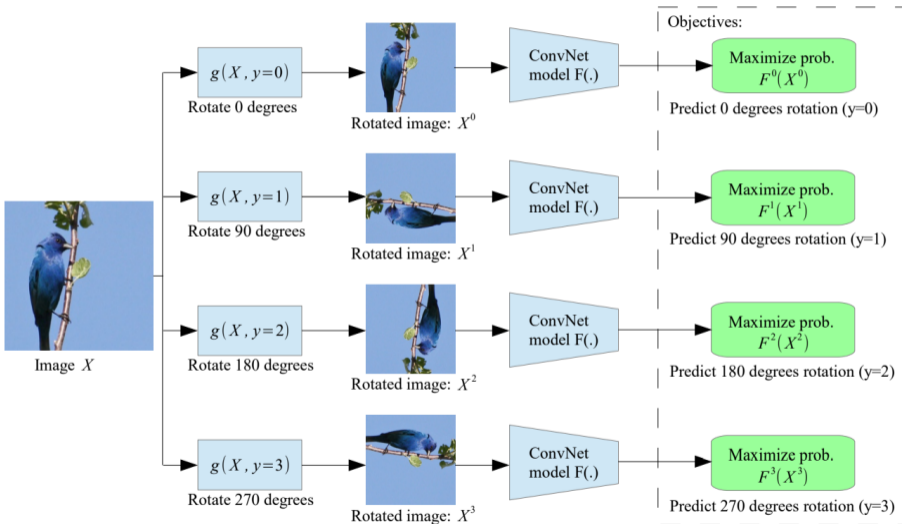 Objectives:
g(X, y=0)
Rotate 0 degrees
Rotated image: X⁰
ConvNet
model F(.)
Maximize prob.
F⁰(X⁰)
Predict 0 degrees rotation (y=0)
g(X, y=1)
Rotate 90 degrees
Rotated image: X¹
ConvNet
model F(.)
Maximize prob.
F¹(X¹)
Predict 90 degrees rotation (y=1)
Image X
g(X, y=2)
Rotate 180 degrees
Rotated image: X²
ConvNet
model F(.)
Maximize prob.
F²(X²)
Predict 180 degrees rotation (y=2)
g(X, y=3)
Rotate 270 degrees
Rotated image: X³
ConvNet
model F(.)
Maximize prob.
F³(X³)
Predict 270 degrees rotation (y=3)